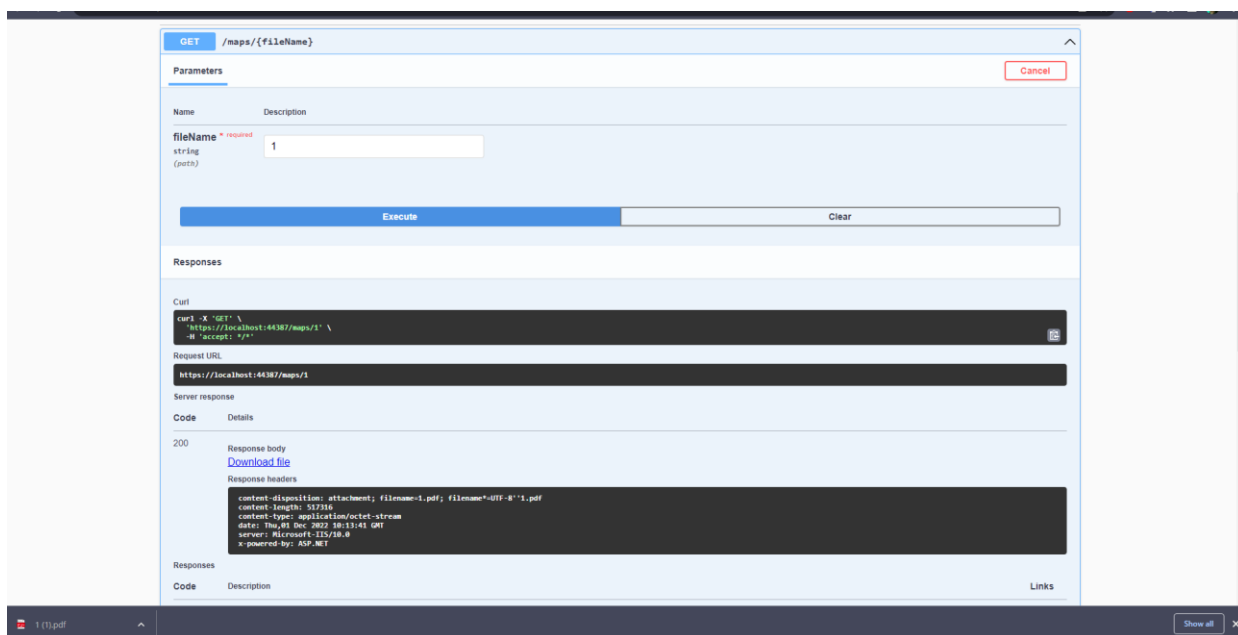 GET /maps/{fileName}
Parameters
Cancel
Name Description
fileName * required
string
(path)
1
Execute Clear
Responses
Curl
curl -X 'GET' \
'https://localhost:44387/maps/1' \
-H 'accept: */*'
Request URL
https://localhost:44387/maps/1
Server response
Code Details
200
Response body
Download file
Response headers
content-disposition: attachment; filename=1.pdf; filename*=UTF-8''1.pdf
content-length: 517316
content-type: application/octet-stream
date: Thu,01 Dec 2022 10:13:41 GMT
server: Microsoft-IIS/10.0
x-powered-by: ASP.NET
Responses
Code Description Links
1 (1).pdf Show all